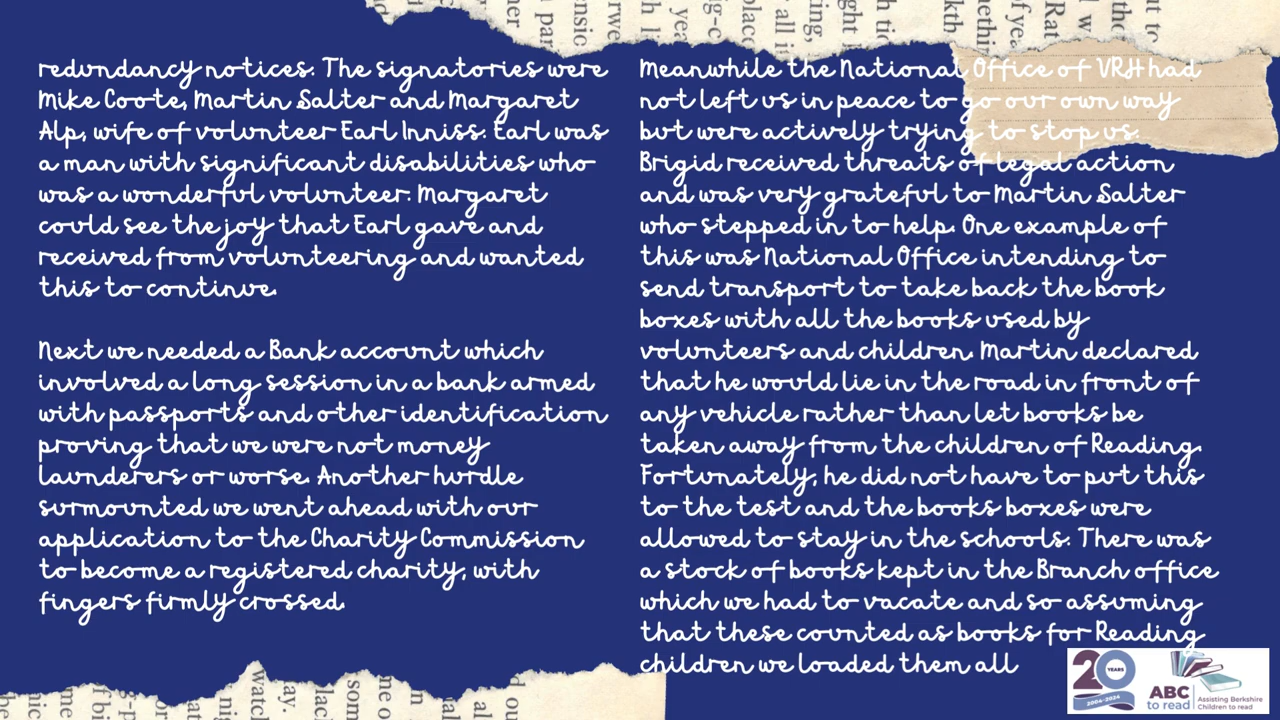 redundancy notices. The signatories were
Mike Coote, Martin Salter and Margaret
Alp, wife of volunteer Earl Inniss. Earl was
a man with significant disabilities who
was a wonderful volunteer. Margaret
could see the joy that Earl gave and
received from volunteering and wanted
this to continue.
Next we needed a Bank account which
involved a long session in a bank armed
with passports and other identification
proving that we were not money
launderers or worse. Another hurdle
surmounted we went ahead with our
application to the Charity Commission
to become a registered charity, with
fingers firmly crossed.
Meanwhile the National Office of VRH had
not left us in peace to go our own way
but were actively trying to stop us.
Brigid received threats of legal action
and was very grateful to Martin Salter
who stepped in to help. One example of
this was National Office intending to
send transport to take back the book
boxes with all the books used by
volunteers and children. Martin declared
that he would lie in the road in front of
any vehicle rather than let books be
taken away from the children of Reading.
Fortunately, he did not have to put this
to the test and the books boxes were
allowed to stay in the schools. There was
a stock of books kept in the Branch office
which we had to vacate and so assuming
that these counted as books for Reading
children we loaded them all
20 YEARS
2004-2024
ABC
to read
Assisting Berkshire
Children to read